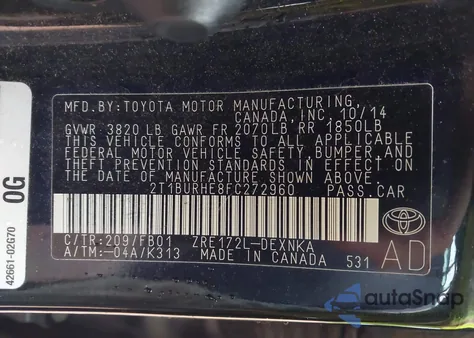 MFD.BY:TOYOTA MOTOR MANUFACTURING,
CANADA,INC. 10/14
GVWR 3820 LB GAWR FR 2070LB RR 1850LB
THIS VEHICLE CONFORMS TO ALL APPLICABLE
FEDERAL MOTOR VEHICLE SAFETY,BUMPER,AND
THEFT PREVENTION STANDARDS IN EFFECT ON
THE DATE OF MANUFACTURE SHOWN ABOVE.
2T1BURHE8FC272960 PASS.CAR
C/TR:209/FB01 ZRE172L-DEXNKA
A/TM:-04A/K313 MADE IN CANADA 531
AD
42661-02G70
0G
autoSnap